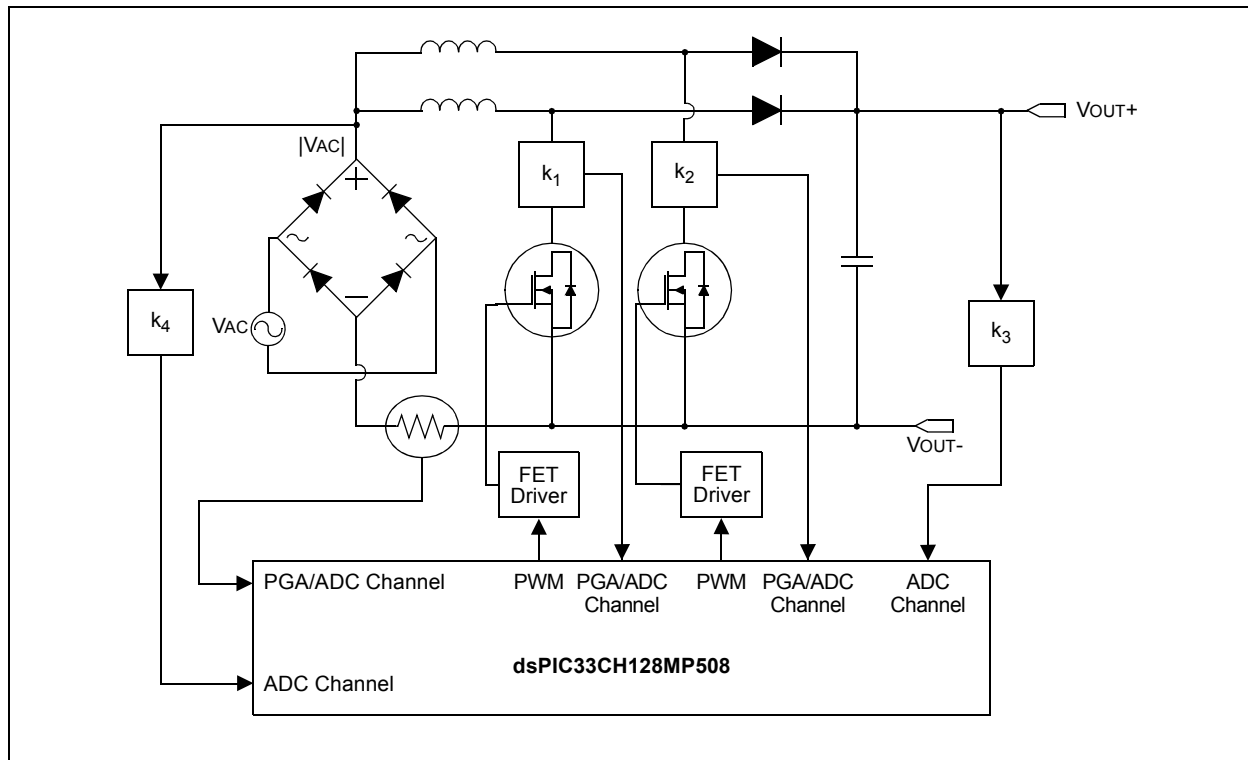 VOUT+
|VAC|
k1
k2
+
~
~
–
VAC
~
k4
k3
VOUT-
FET
Driver
FET
Driver
PGA/ADC Channel
PWM
PGA/ADC
Channel
PWM
PGA/ADC
Channel
ADC
Channel
dsPIC33CH128MP508
ADC Channel